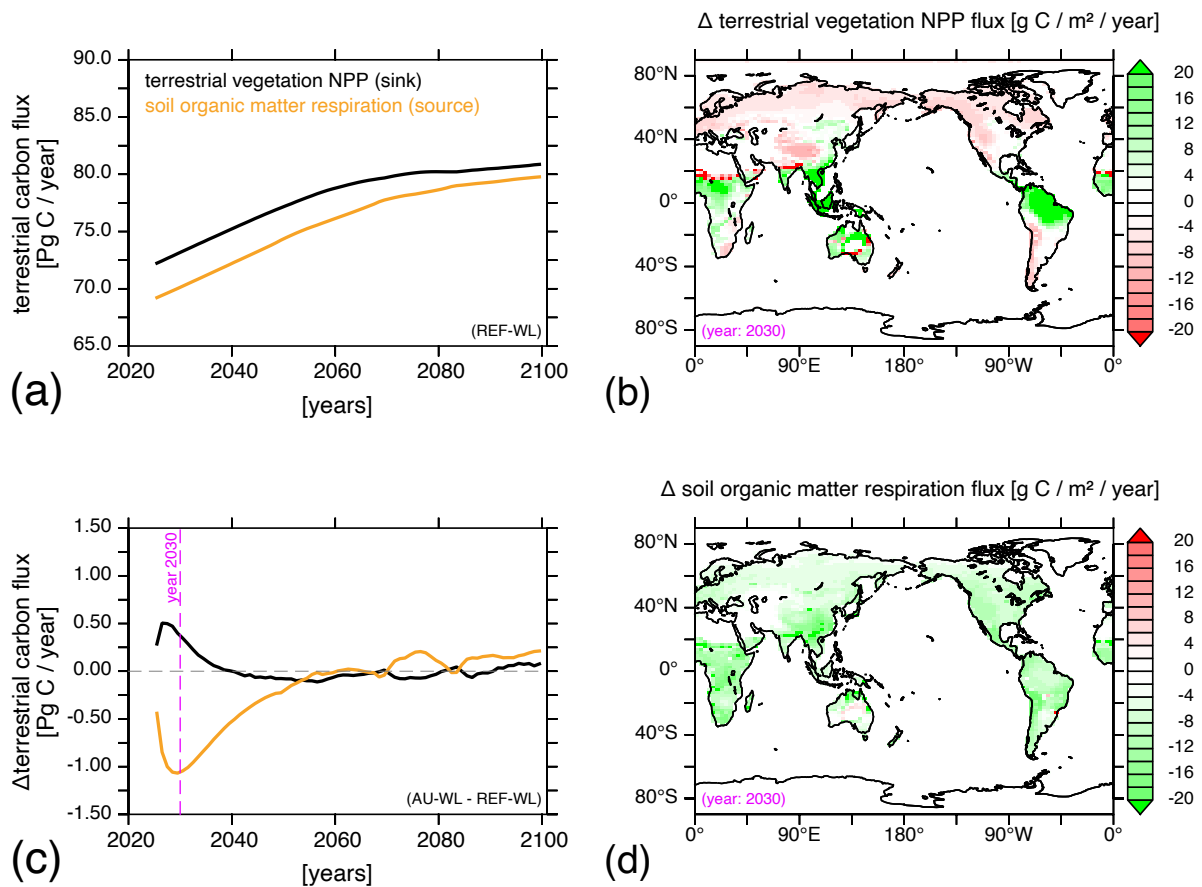 90.0
85.0
80.0
75.0
70.0
65.0
terrestrial carbon flux
[Pg C / year]
terrestrial vegetation NPP (sink)
soil organic matter respiration (source)
(REF-WL)
2020 2040 2060 2080 2100
[years]
(a)
Δ terrestrial vegetation NPP flux [g C / m² / year]
80°N
40°N
0°
40°S
80°S
(year: 2030)
0° 90°E 180° 90°W 0°
20
16
12
8
4
0
-4
-8
-12
-16
-20
(b)
1.50
1.00
0.50
0.00
-0.50
-1.00
-1.50
Δterrestrial carbon flux
[Pg C / year]
year 2030
(AU-WL - REF-WL)
2020 2040 2060 2080 2100
[years]
(c)
Δ soil organic matter respiration flux [g C / m² / year]
80°N
40°N
0°
40°S
80°S
(year: 2030)
0° 90°E 180° 90°W 0°
20
16
12
8
4
0
-4
-8
-12
-16
-20
(d)